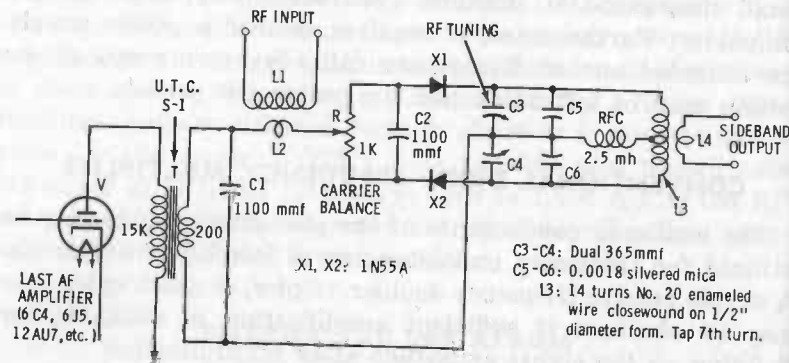 RF INPUT
RF TUNING
U.T.C.
S-1
L1
X1
L2
R
C2
1100
mmf
C3
C5
RFC
L4
SIDEBAND
OUTPUT
V
T
C1
1100 mmf
1K
C4
C6
2.5 mh
CARRIER
BALANCE
X2
L3
15K
200
LAST AF
AMPLIFIER
(6C4, 6J5,
12AU7, etc.)
X1, X2: 1N55A
C3-C4: Dual 365mmf
C5-C6: 0.0018 silvered mica
L3: 14 turns No. 20 enameled
wire closewound on 1/2"
diameter form. Tap 7th turn.